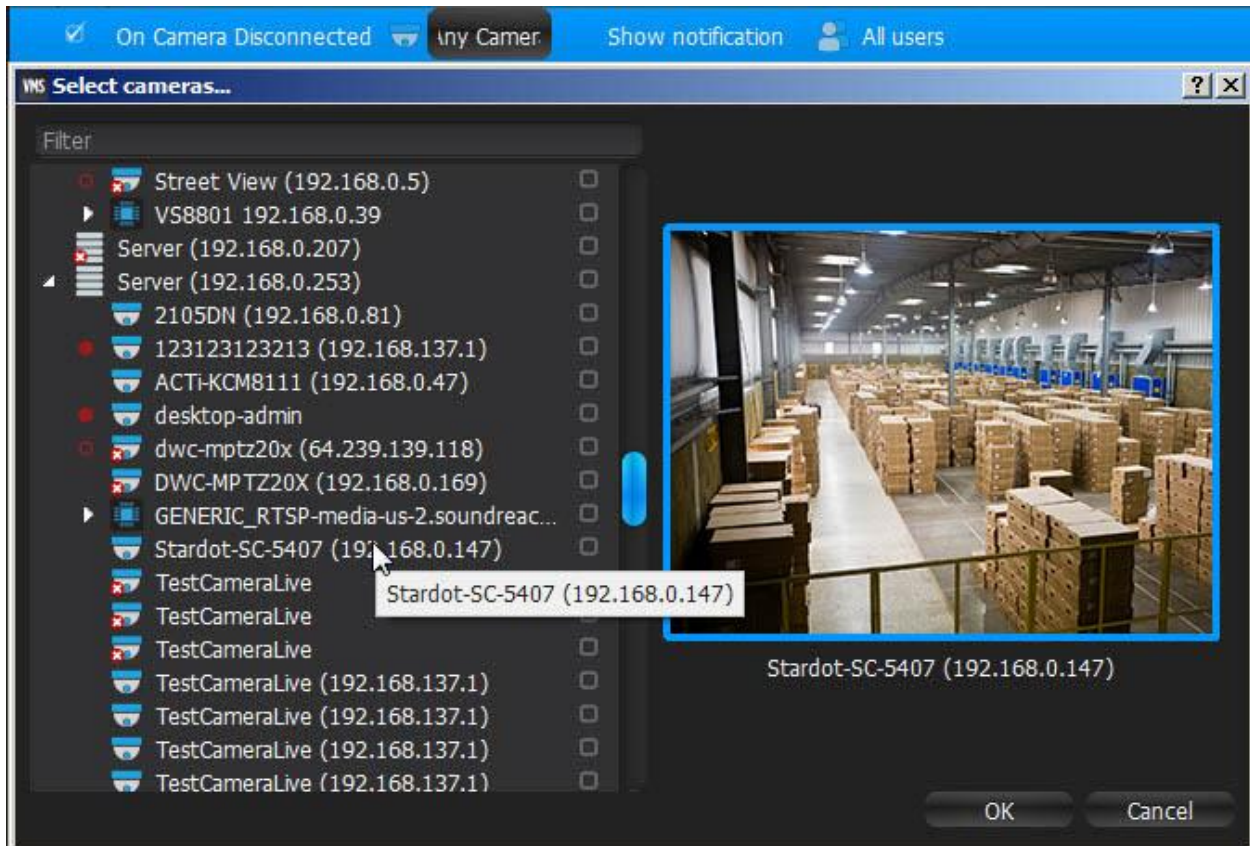 On Camera Disconnected Any Camer Show notification All users
VMS Select cameras... ? X
Filter
Street View (192.168.0.5)
VS8801 192.168.0.39
Server (192.168.0.207)
Server (192.168.0.253)
2105DN (192.168.0.81)
123123123213 (192.168.137.1)
ACTi-KCM8111 (192.168.0.47)
desktop-admin
dwc-mptz20x (64.239.139.118)
DWC-MPTZ20X (192.168.0.169)
GENERIC_RTSP-media-us-2.soundreac...
Stardot-SC-5407 (192.168.0.147)
TestCameraLive
Stardot-SC-5407 (192.168.0.147)
TestCameraLive
TestCameraLive
Stardot-SC-5407 (192.168.0.147)
TestCameraLive (192.168.137.1)
TestCameraLive (192.168.137.1)
TestCameraLive (192.168.137.1)
TestCameraLive (192.168.137.1)
OK Cancel